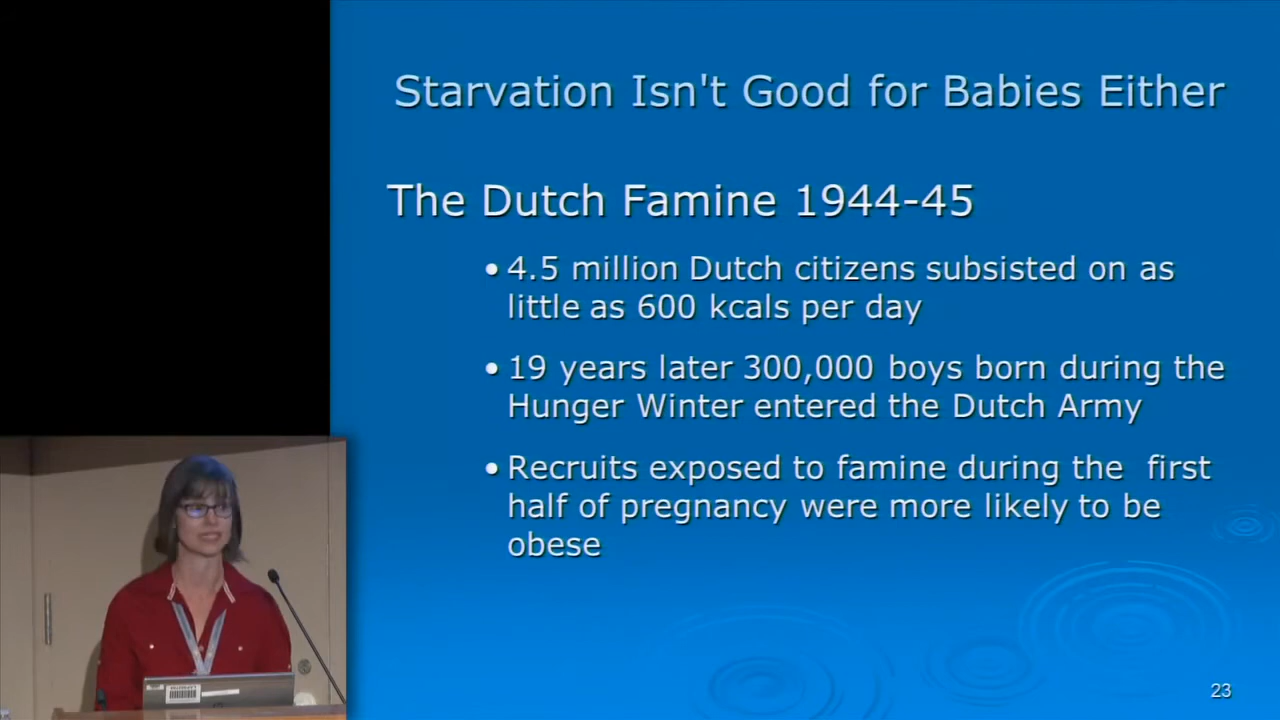 Starvation Isn't Good for Babies Either
The Dutch Famine 1944-45
• 4.5 million Dutch citizens subsisted on as
little as 600 kcals per day
• 19 years later 300,000 boys born during the
Hunger Winter entered the Dutch Army
• Recruits exposed to famine during the first
half of pregnancy were more likely to be
obese
23